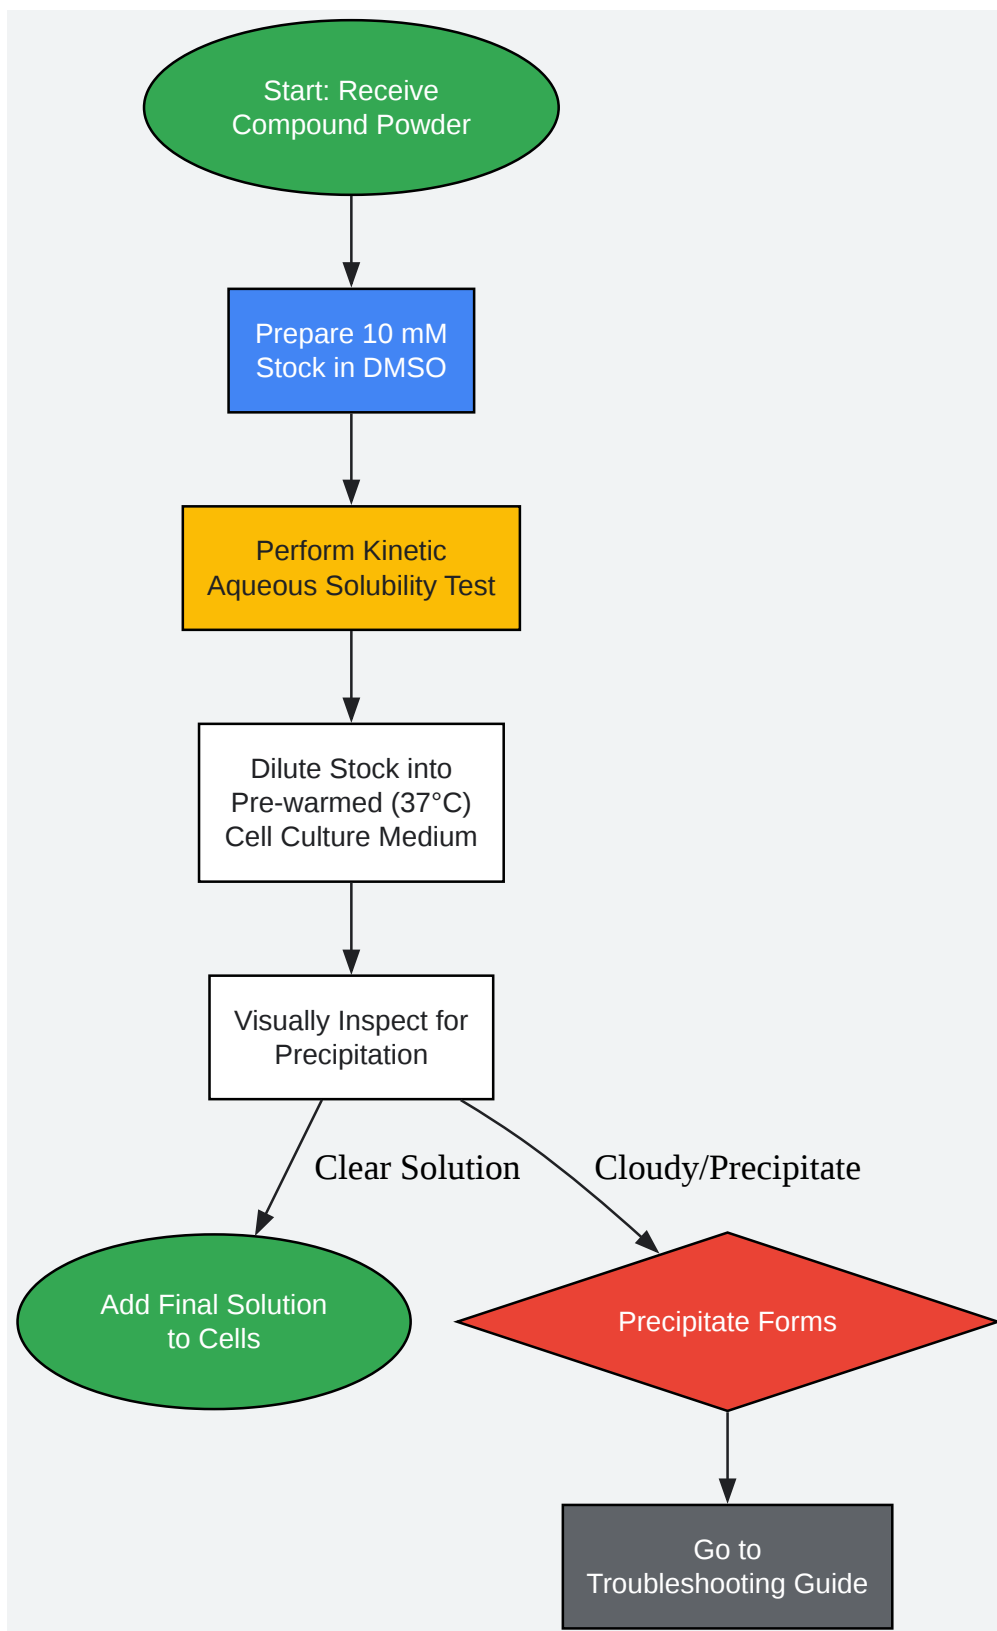 Start: Receive
Compound Powder
Prepare 10 mM
Stock in DMSO
Perform Kinetic
Aqueous Solubility Test
Dilute Stock into
Pre-warmed (37°C)
Cell Culture Medium
Visually Inspect for
Precipitation
Clear Solution
Cloudy/Precipitate
Add Final Solution
to Cells
Precipitate Forms
Go to
Troubleshooting Guide